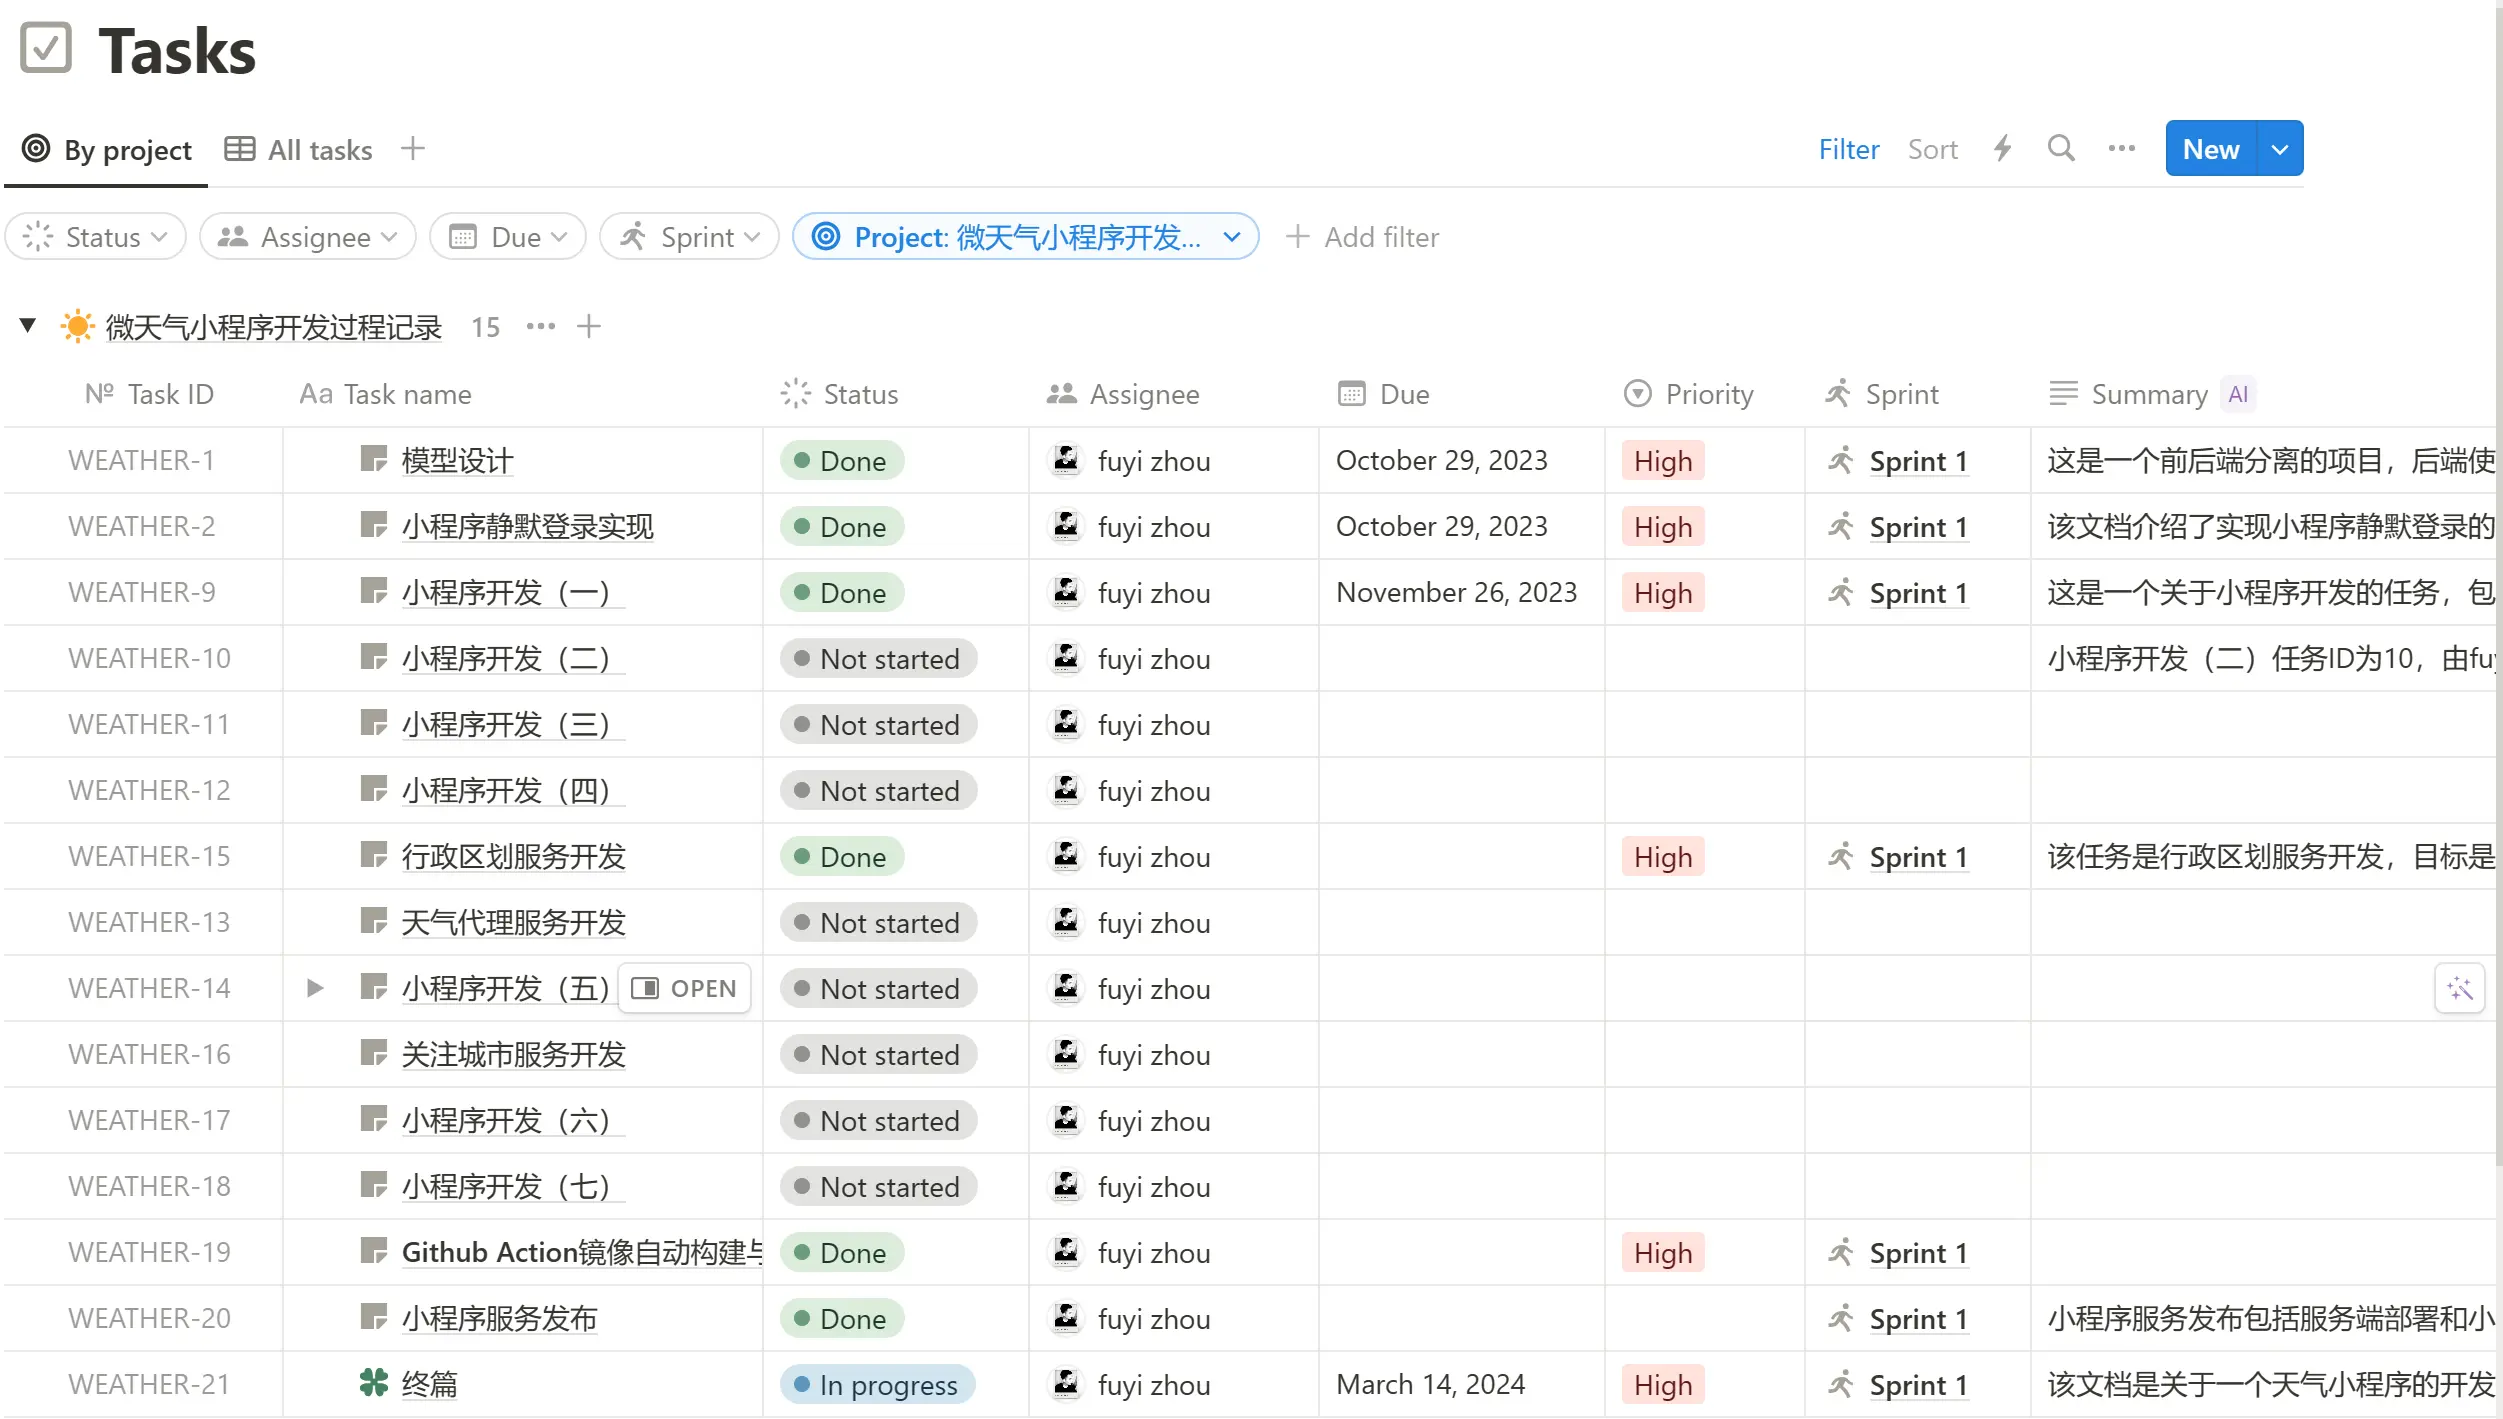 Tasks
By project All tasks Filter Sort New
Status Assignee Due Sprint Project: 微天气小程序开发... Add filter
微天气小程序开发过程记录 15
Nº Task ID Aa Task name Status Assignee Due Priority Sprint Summary AI
WEATHER-1 模型设计 Done fuyi zhou October 29, 2023 High Sprint 1 这是一个前后端分离的项目，后端使
WEATHER-2 小程序静默登录实现 Done fuyi zhou October 29, 2023 High Sprint 1 该文档介绍了实现小程序静默登录的
WEATHER-9 小程序开发（一） Done fuyi zhou November 26, 2023 High Sprint 1 这是一个关于小程序开发的任务，包
WEATHER-10 小程序开发（二） Not started fuyi zhou 小程序开发（二）任务ID为10，由fuy
WEATHER-11 小程序开发（三） Not started fuyi zhou
WEATHER-12 小程序开发（四） Not started fuyi zhou
WEATHER-15 行政区划服务开发 Done fuyi zhou High Sprint 1 该任务是行政区划服务开发，目标是
WEATHER-13 天气代理服务开发 Not started fuyi zhou
WEATHER-14 小程序开发（五） OPEN Not started fuyi zhou
WEATHER-16 关注城市服务开发 Not started fuyi zhou
WEATHER-17 小程序开发（六） Not started fuyi zhou
WEATHER-18 小程序开发（七） Not started fuyi zhou
WEATHER-19 Github Action镜像自动构建与 Done fuyi zhou High Sprint 1
WEATHER-20 小程序服务发布 Done fuyi zhou Sprint 1 小程序服务发布包括服务端部署和小
WEATHER-21 终篇 In progress fuyi zhou March 14, 2024 High Sprint 1 该文档是关于一个天气小程序的开发